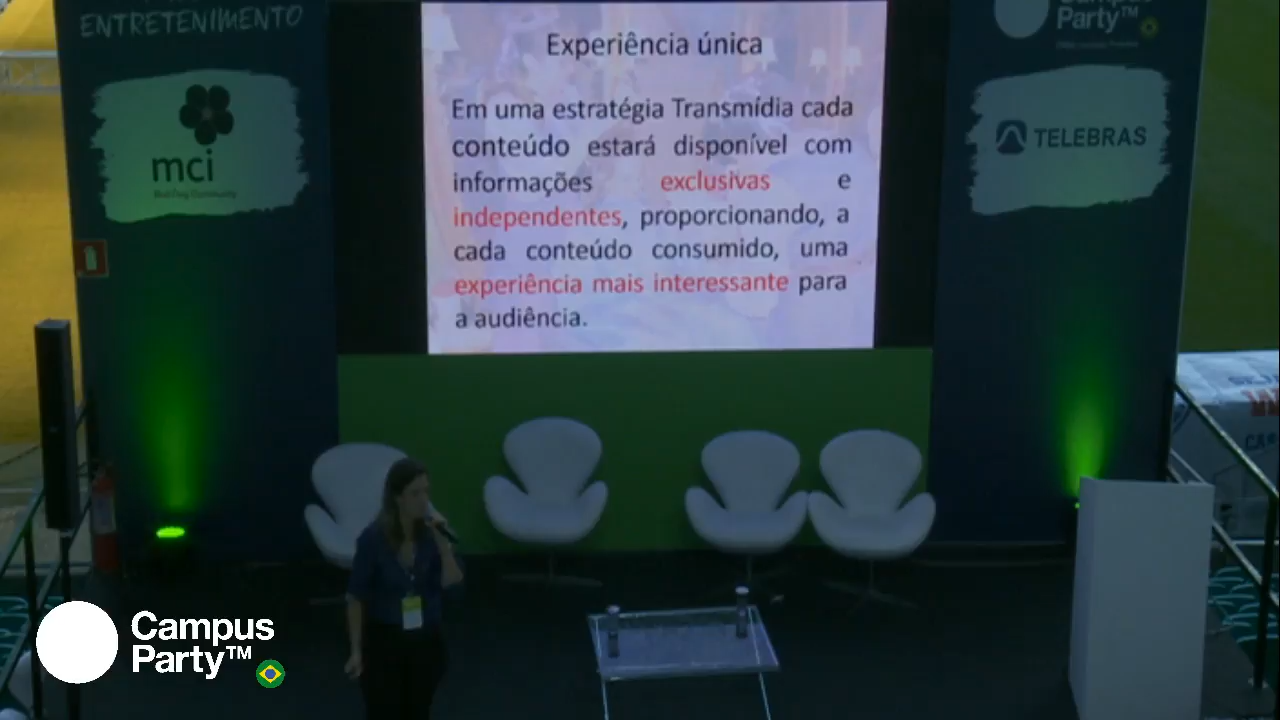 ENTRETENIMENTO
mci
Experiência única
Em uma estratégia Transmídia cada
conteúdo estará disponível com
informações exclusivas e
independentes, proporcionando, a
cada conteúdo consumido, uma
experiência mais interessante para
a audiência.
Campus
Party™
TELEBRAS
Campus
Party™